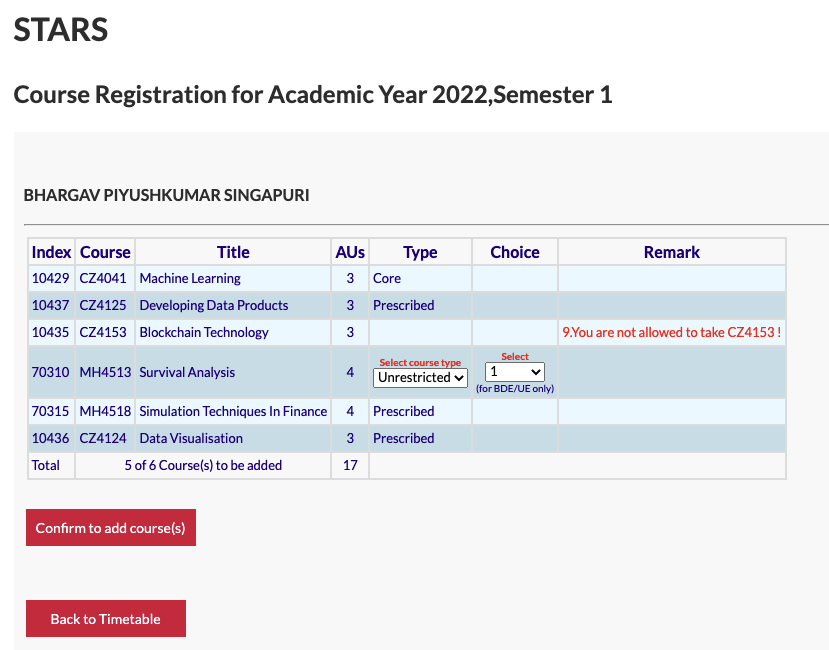 STARS
Course Registration for Academic Year 2022,Semester 1
BHARGAV PIYUSHKUMAR SINGAPURI
Index Course Title AUs Type Choice Remark
10429 CZ4041 Machine Learning 3 Core
10437 CZ4125 Developing Data Products 3 Prescribed
10435 CZ4153 Blockchain Technology 3 9.You are not allowed to take CZ4153 !
Select course type Select
70310 MH4513 Survival Analysis 4 Unrestricted 1
(for BDE/UE only)
70315 MH4518 Simulation Techniques In Finance 4 Prescribed
10436 CZ4124 Data Visualisation 3 Prescribed
Total 5 of 6 Course(s) to be added 17
Confirm to add course(s)
Back to Timetable